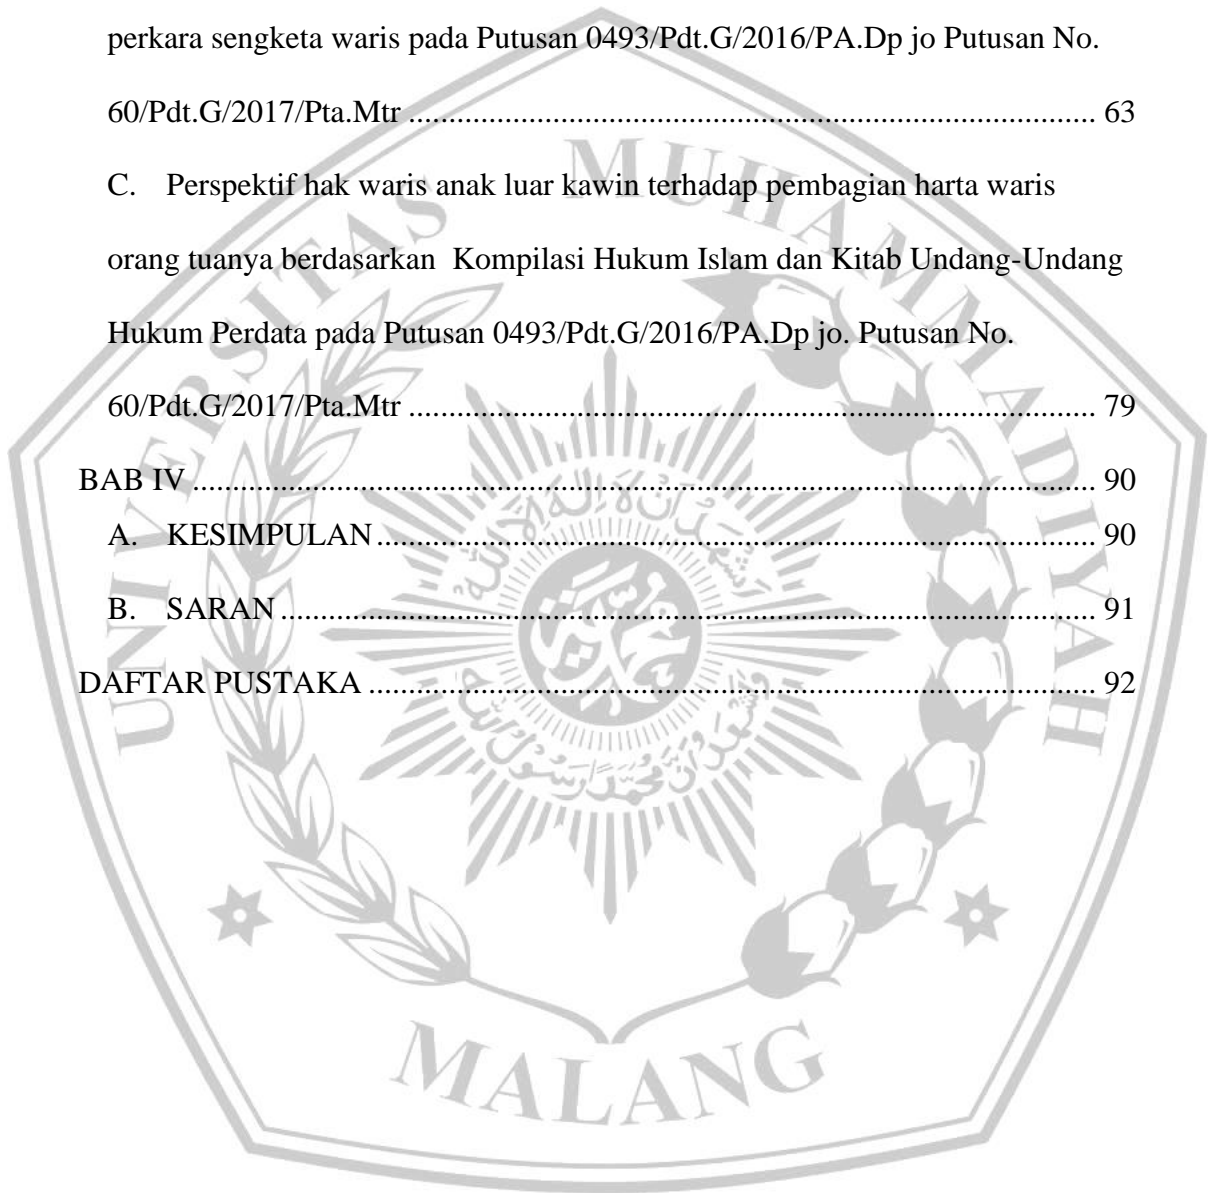 perkara sengketa waris pada Putusan 0493/Pdt.G/2016/PA.Dp jo Putusan No.
60/Pdt.G/2017/Pta.Mtr ..................................................................................... 63
C. Perspektif hak waris anak luar kawin terhadap pembagian harta waris
orang tuanya berdasarkan Kompilasi Hukum Islam dan Kitab Undang-Undang
Hukum Perdata pada Putusan 0493/Pdt.G/2016/PA.Dp jo. Putusan No.
60/Pdt.G/2017/Pta.Mtr ..................................................................................... 79
BAB IV ................................................................................................................ 90
A. KESIMPULAN ......................................................................................... 90
B. SARAN ..................................................................................................... 91
DAFTAR PUSTAKA .......................................................................................... 92
UNIVERSITAS MUHAMMADIYAH
MALANG